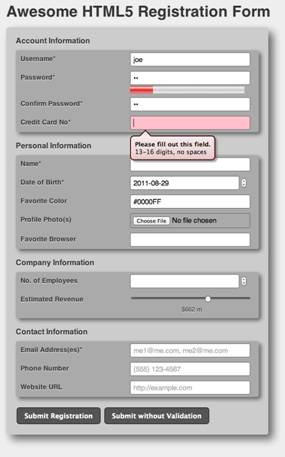 Awesome HTML5 Registration Form
Account Information
Username* joe
Password* ••
Confirm Password* ••
Credit Card No*
Please fill out this field.
13-16 digits, no spaces
Personal Information
Name*
Date of Birth* 2011-08-29
Favorite Color #0000FF
Profile Photo(s) Choose File No file chosen
Favorite Browser
Company Information
No. of Employees
Estimated Revenue
$662 m
Contact Information
Email Address(es)* me1@me.com, me2@me.com
Phone Number (555) 123-4567
Website URL http://example.com
Submit Registration Submit without Validation